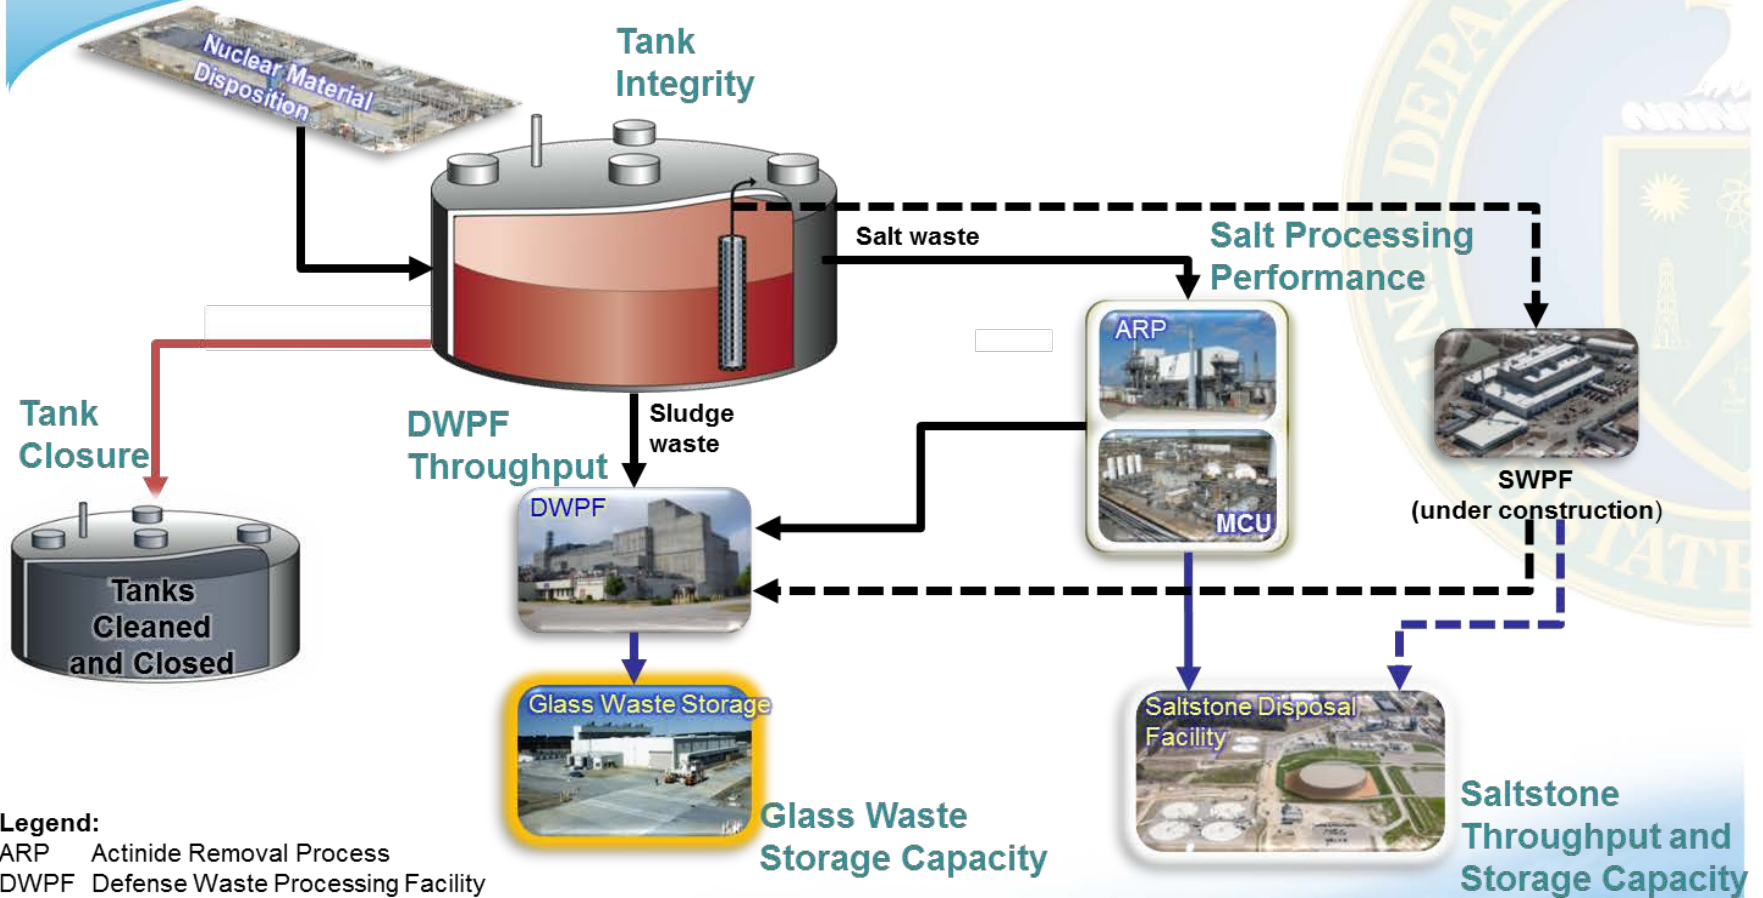 Nuclear Material
Disposition
Tank
Integrity
Salt waste
Salt Processing
Performance
ARP
MCU
SWPF
(under construction)
Tank
Closure
Tanks
Cleaned
and Closed
DWPF
Throughput
Sludge
waste
DWPF
Glass Waste Storage
Glass Waste
Storage Capacity
Saltstone Disposal
Facility
Saltstone
Throughput and
Storage Capacity
Legend:
ARP Actinide Removal Process
DWPF Defense Waste Processing Facility